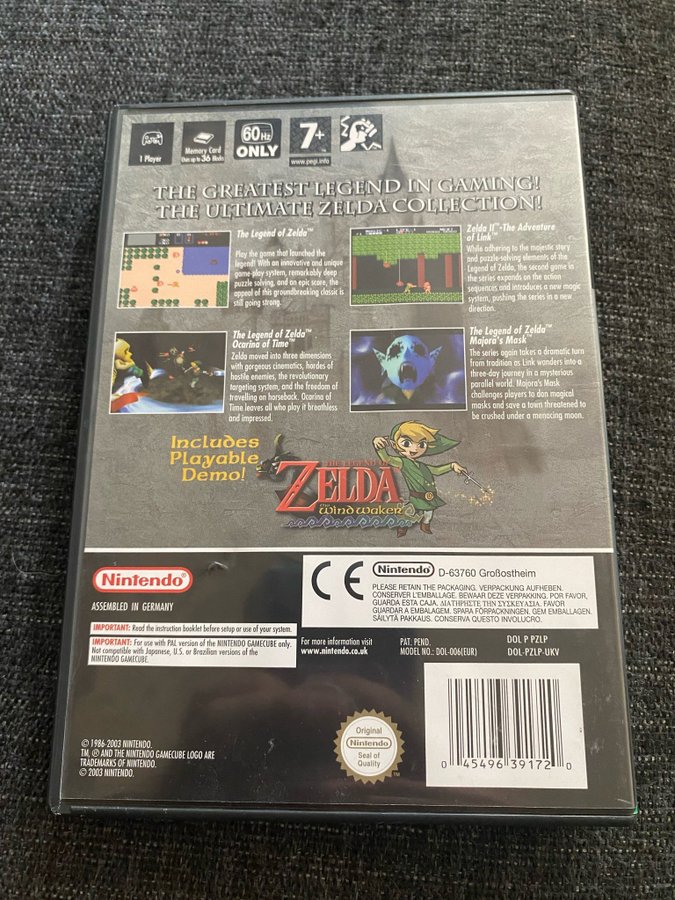 1 Player
Memory Card
Uses up to 36 Blocks
60Hz
ONLY
7+
www.pegi.info
THE GREATEST LEGEND IN GAMING!
THE ULTIMATE ZELDA COLLECTION!
The Legend of Zelda™
Play the game that launched the
legend! With an innovative and unique
game-play system, remarkably deep
puzzle solving, and an epic score, the
appeal of this groundbreaking classic is
still going strong.
Zelda II™-The Adventure
of Link™
While adhering to the majestic story
and puzzle-solving elements of the
Legend of Zelda, the second game in
the series expands on the action
sequences and introduces a new magic
system, pushing the series in a new
direction.
The Legend of Zelda™
Ocarina of Time™
Zelda moved into three dimensions
with gorgeous cinematics, hordes of
hostile enemies, the revolutionary
targeting system, and the freedom of
travelling on horseback. Ocarina of
Time leaves all who play it breathless
and impressed.
The Legend of Zelda™
Majora's Mask™
The series again takes a dramatic turn
from tradition as Link wanders into a
three-day journey in a mysterious
parallel world. Majora's Mask
challenges players to don magical
masks and save a town threatened to
be crushed under a menacing moon.
Includes
Playable
Demo!
THE LEGEND OF
ZELDA
The Wind Waker
Nintendo®
ASSEMBLED IN GERMANY
IMPORTANT: Read the instruction booklet before setup or use of your system.
IMPORTANT: For use with PAL version of the NINTENDO GAMECUBE only.
Not compatible with Japanese, U.S. or Brazilian versions of the
NINTENDO GAMECUBE.
CE
Nintendo® D-63760 Großostheim
PLEASE RETAIN THE PACKAGING. VERPACKUNG AUFHEBEN.
CONSERVER L'EMBALLAGE. BEWAAR DEZE VERPAKKING. POR FAVOR,
GUARDA ESTA CAJA. ΔΙΑΤΗΡΗΣΤΕ ΤΗΝ ΣΥΣΚΕΥΑΣΙΑ. FAVOR
GUARDAR A EMBALAGEM. SPARA FÖRPACKNINGEN. GEM EMBALLAGEN.
SÄILYTÄ PAKKAUS. CONSERVA QUESTO INVOLUCRO.
For more information visit
www.nintendo.co.uk
PAT. PEND.
MODEL NO.: DOL-006(EUR)
DOL P PZLP
DOL-PZLP-UKV
© 1986-2003 NINTENDO.
TM, ® AND THE NINTENDO GAMECUBE LOGO ARE
TRADEMARKS OF NINTENDO.
© 2003 NINTENDO.
Original
Nintendo
Seal of
Quality
TM
0 45496 39172 0